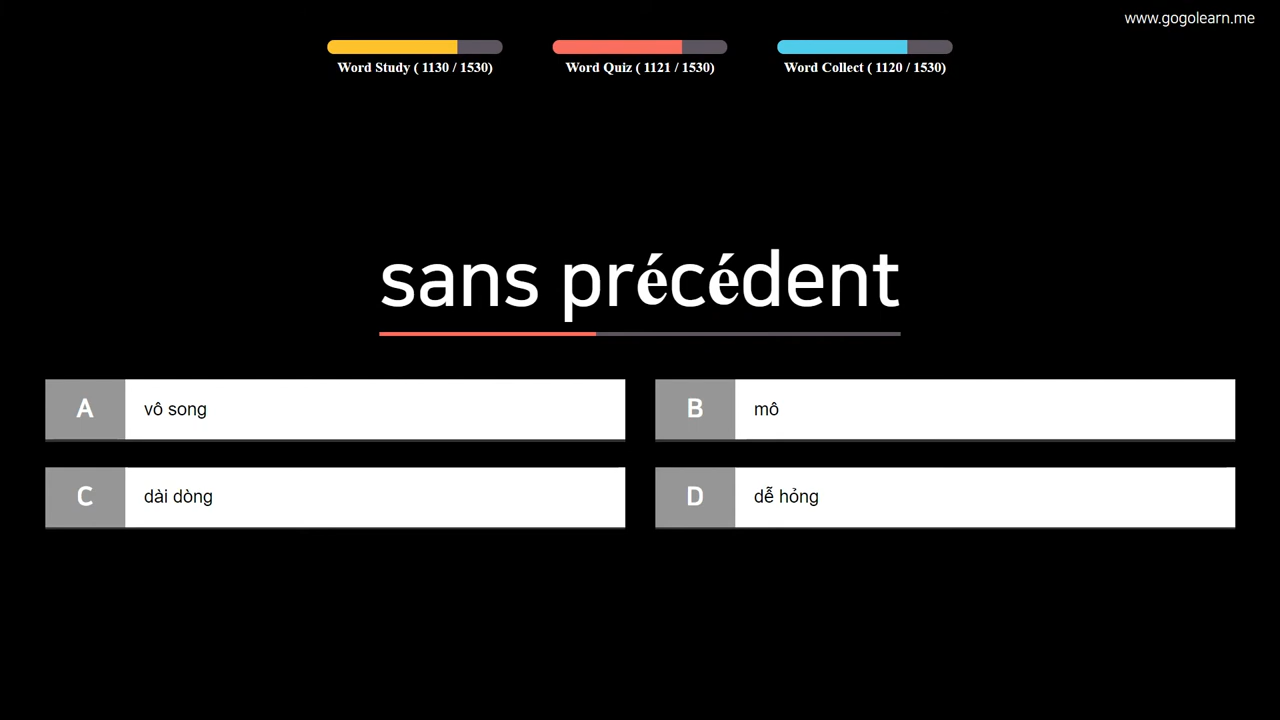 www.gogolearn.me
Word Study ( 1130 / 1530)
Word Quiz ( 1121 / 1530)
Word Collect ( 1120 / 1530)
sans précédent
A vô song
B mô
C dài dòng
D dễ hỏng